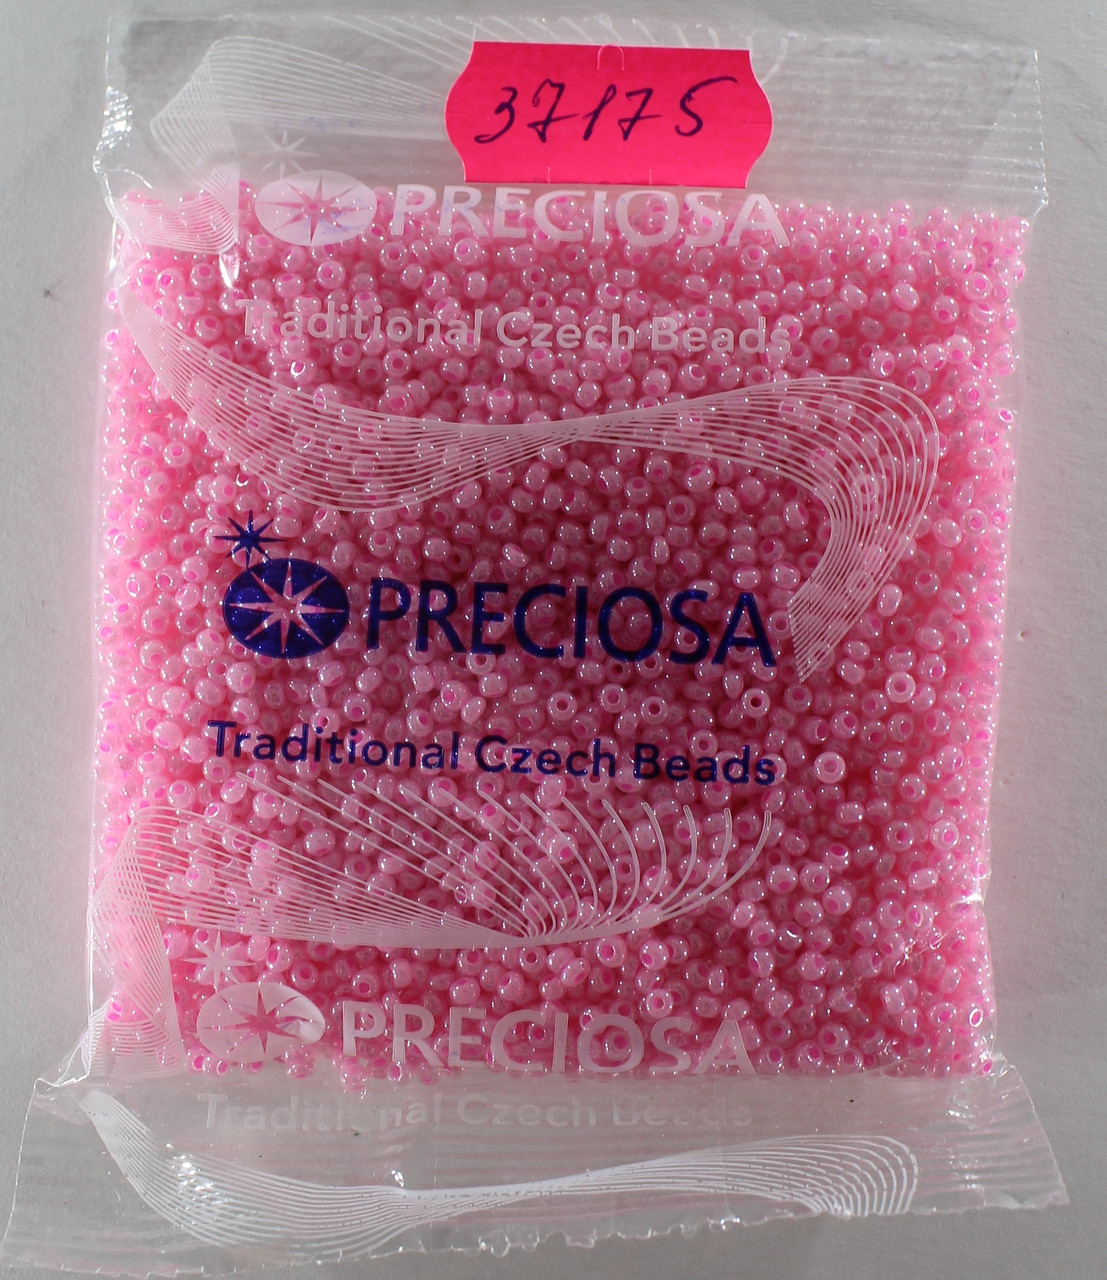 37175
PRECIOSA
Traditional Czech Beads
PRECIOSA
Traditional Czech Beads
PRECIOSA
Traditional Czech Beads